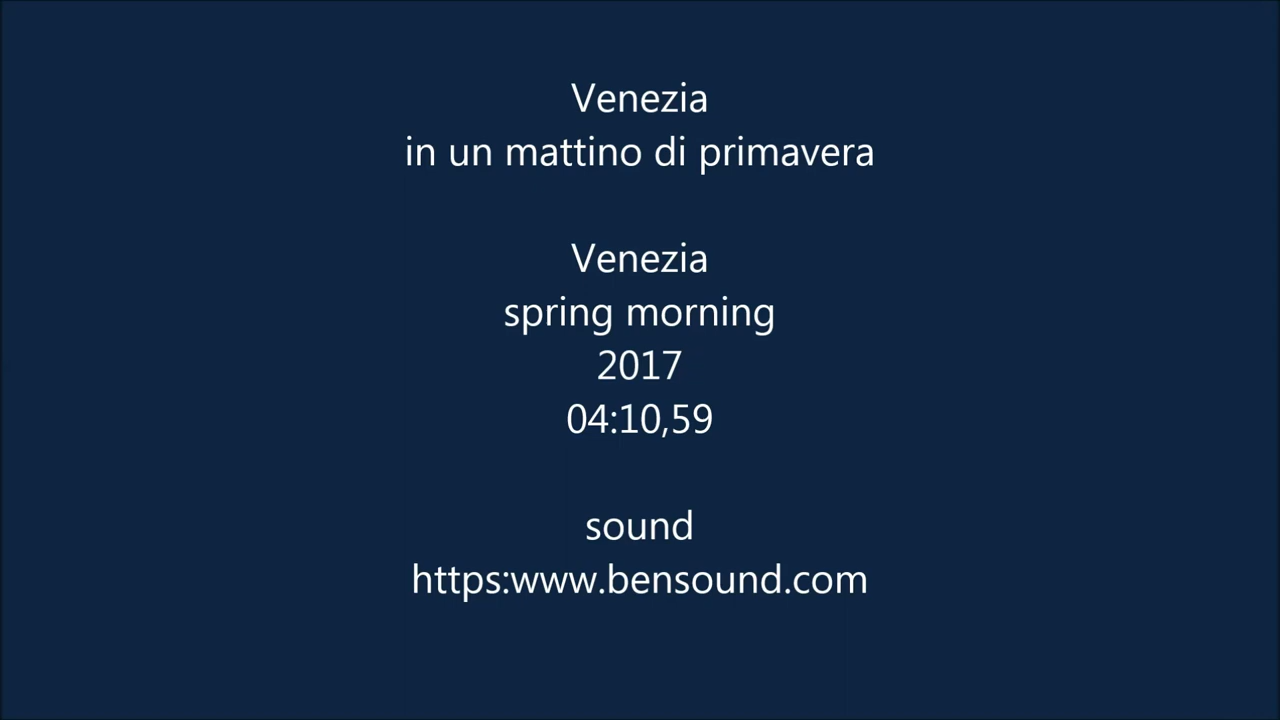 Venezia
in un mattino di primavera
Venezia
spring morning
2017
04:10,59
sound
https:www.bensound.com